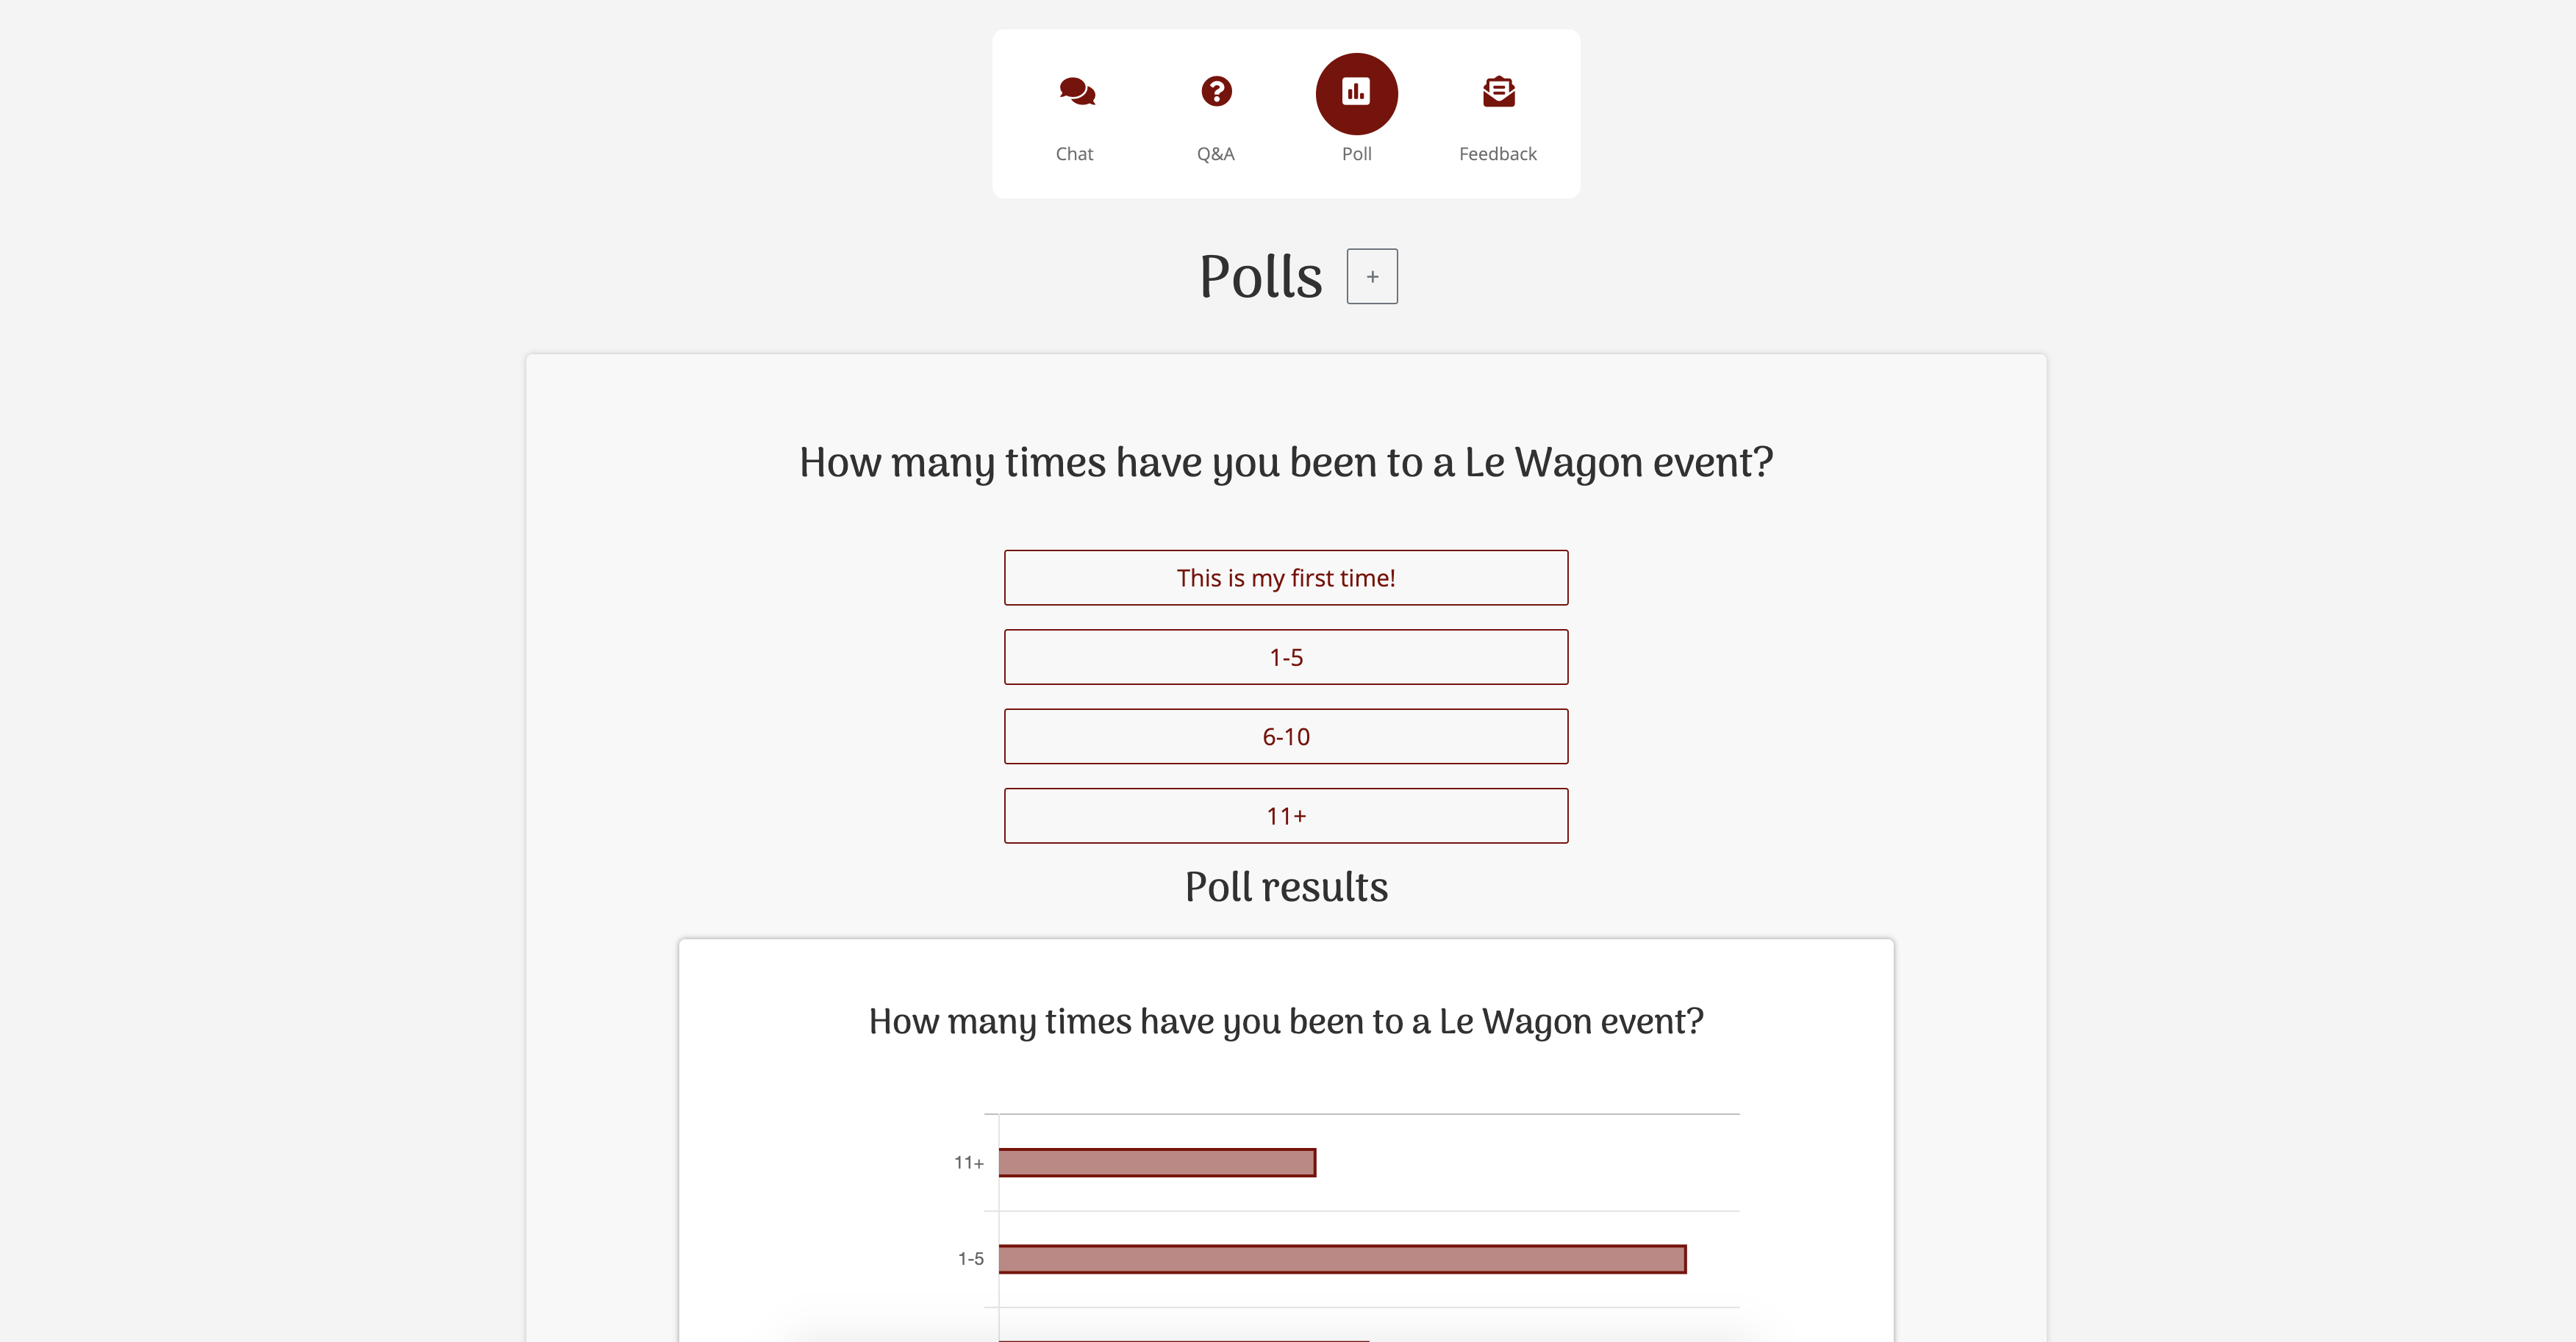 Chat
Q&A
Poll
Feedback
Polls +
How many times have you been to a Le Wagon event?
This is my first time!
1-5
6-10
11+
Poll results
How many times have you been to a Le Wagon event?
11+
1-5